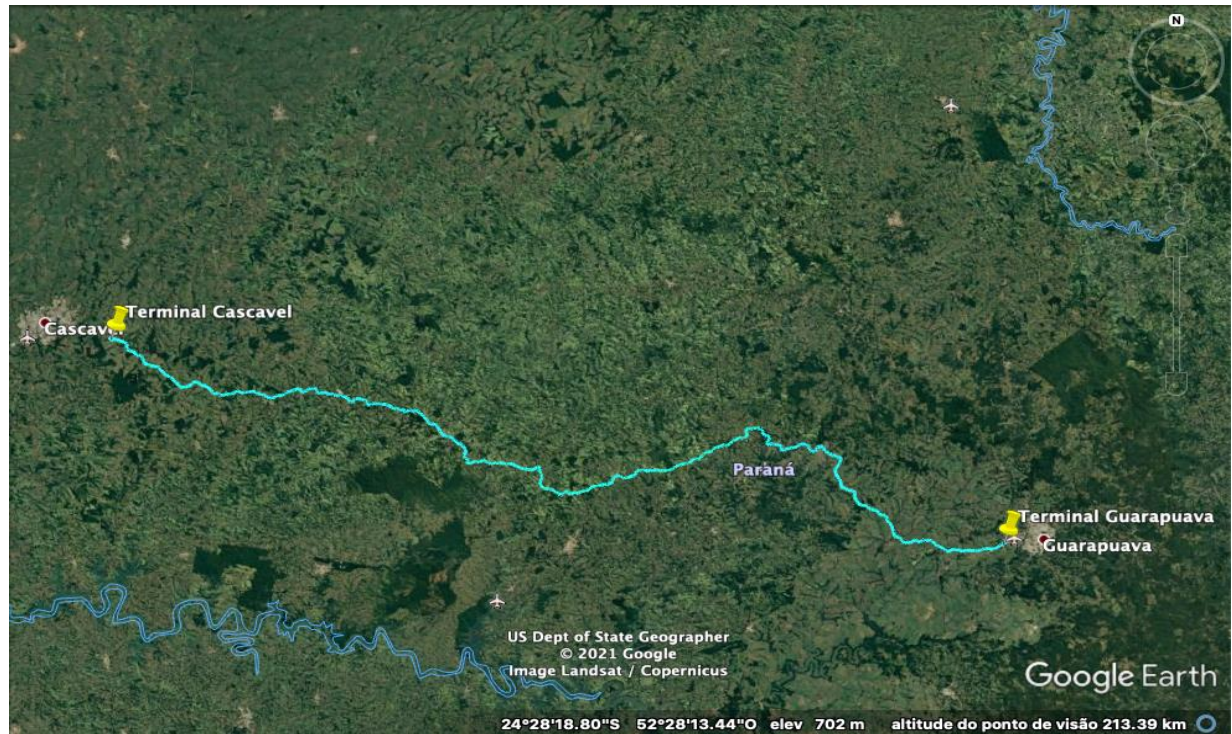 N
Terminal Cascavel
Cascavel
Paraná
Terminal Guarapuava
Guarapuava
US Dept of State Geographer
© 2021 Google
Image Landsat / Copernicus
Google Earth
24°28'18.80"S 52°28'13.44"O elev 702 m altitude do ponto de visão 213.39 km